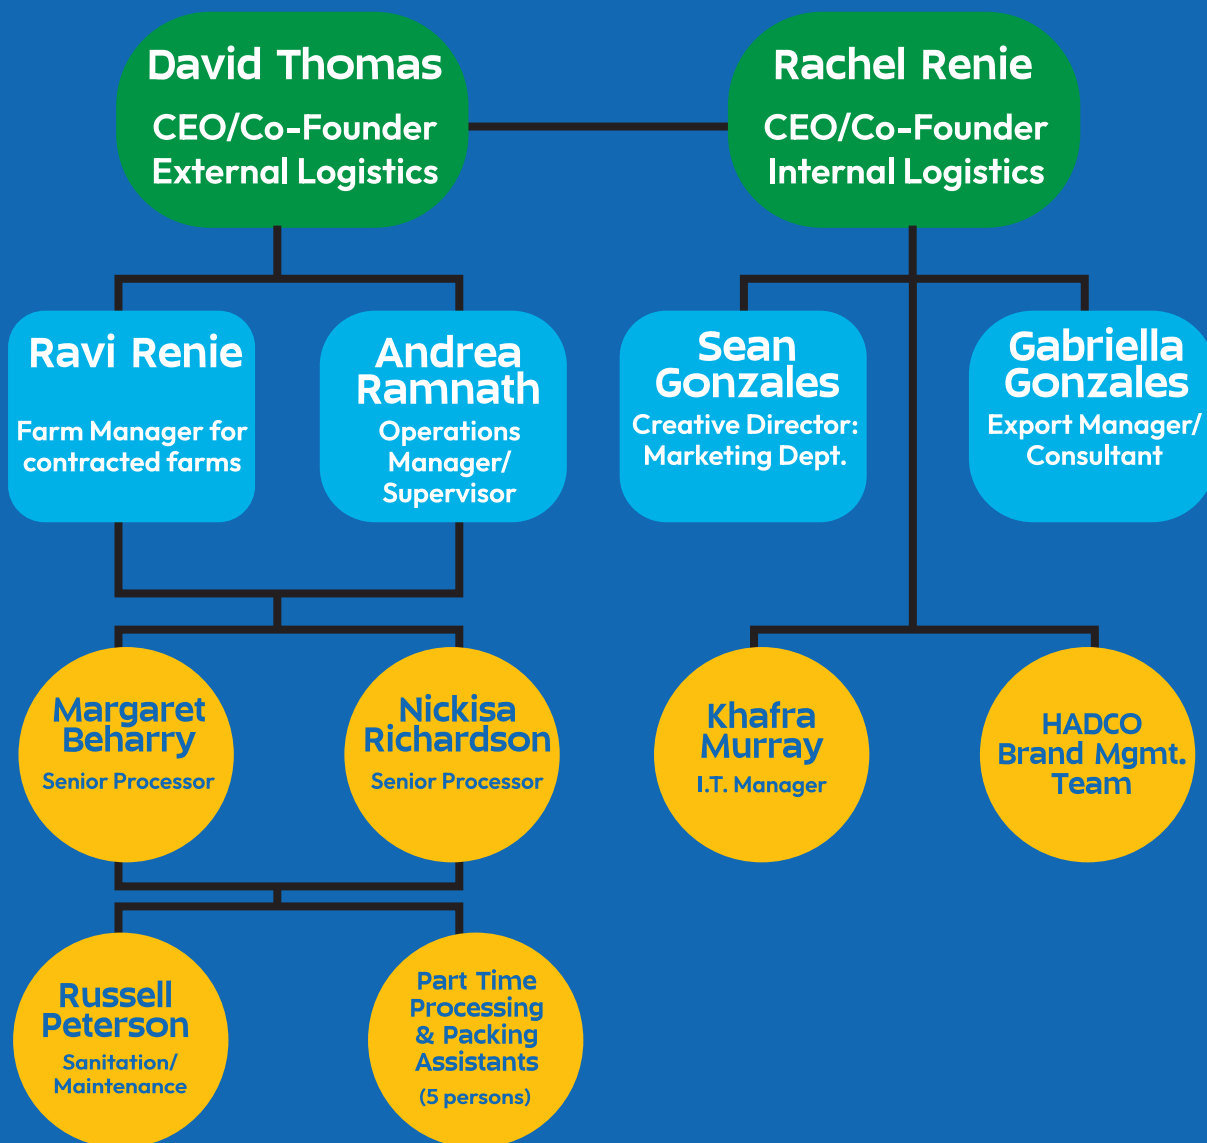 David Thomas
CEO/Co-Founder
External Logistics
Rachel Renie
CEO/Co-Founder
Internal Logistics
Ravi Renie
Farm Manager for
contracted farms
Andrea
Ramnath
Operations
Manager/
Supervisor
Sean
Gonzales
Creative Director:
Marketing Dept.
Gabriella
Gonzales
Export Manager/
Consultant
Margaret
Beharry
Senior Processor
Nickisa
Richardson
Senior Processor
Khafra
Murray
I.T. Manager
HADCO
Brand Mgmt.
Team
Russell
Peterson
Sanitation/
Maintenance
Part Time
Processing
& Packing
Assistants
(5 persons)